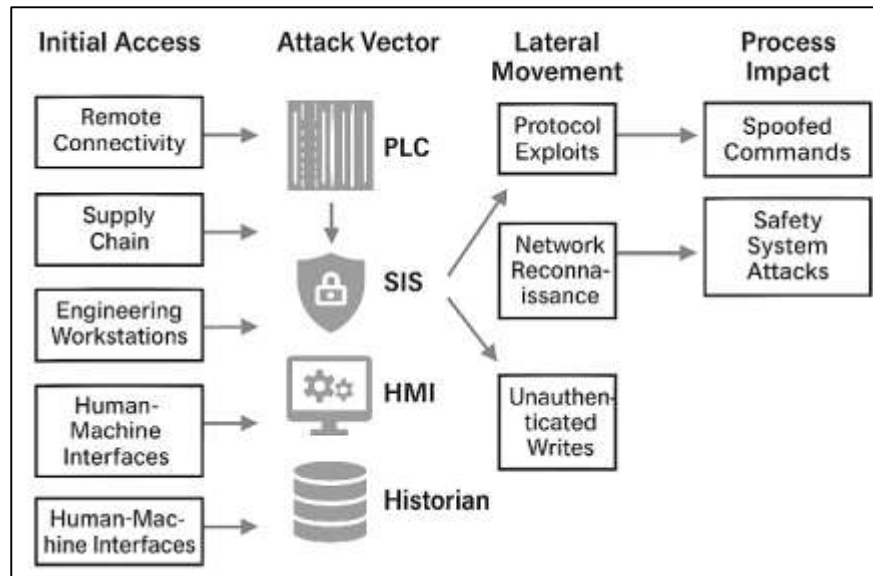 Initial Access
Attack Vector
Lateral
Movement
Process
Impact
Remote
Connectivity
Supply
Chain
Engineering
Workstations
Human-
Machine
Interfaces
Human-Mac-
hine Interfaces
PLC
SIS
HMI
Historian
Protocol
Exploits
Network
Reconna-
issance
Unauthen-
ticated
Writes
Spoofed
Commands
Safety
System
Attacks